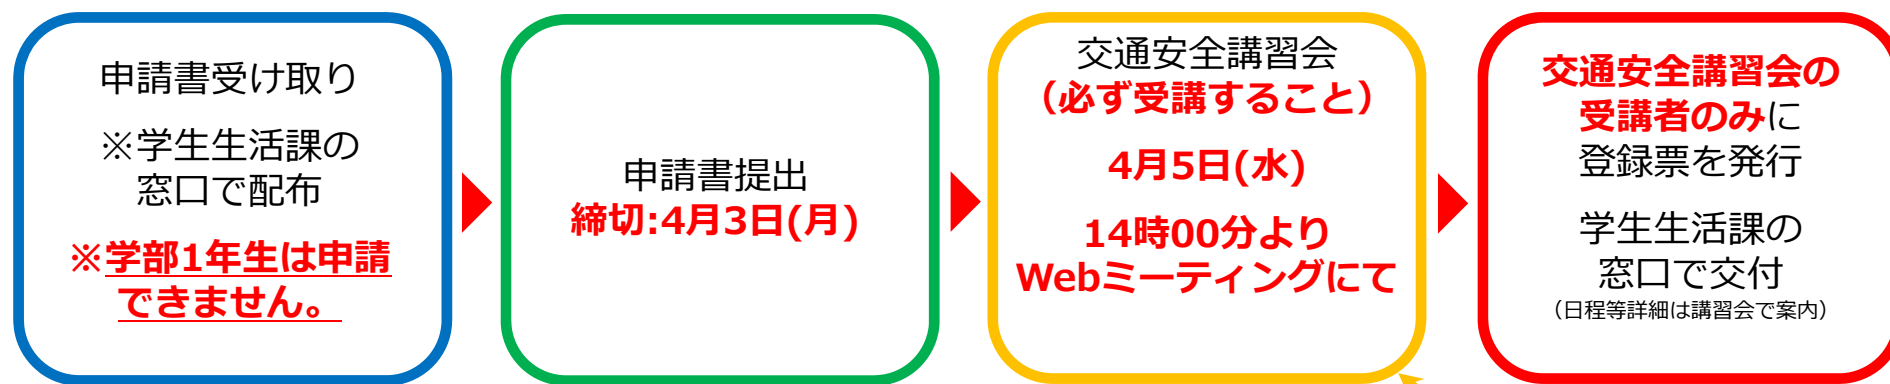 申請書受け取り
※学生生活課の
窓口で配布
※学部1年生は申請
できません。
申請書提出
締切:4月3日(月)
交通安全講習会
（必ず受講すること）
4月5日(水)
14時00分より
Webミーティングにて
交通安全講習会の
受講者のみに
登録票を発行
学生生活課の
窓口で交付
（日程等詳細は講習会で案内）